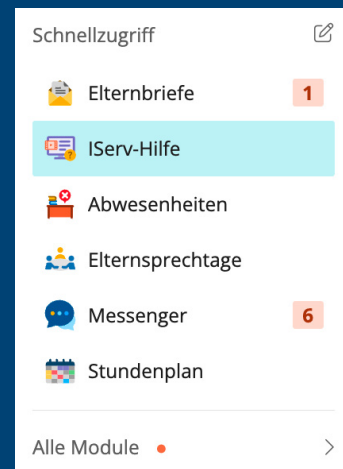 Schnellzugriff
Elternbriefe 1
IServ-Hilfe
Abwesenheiten
Elternsprechtage
Messenger 6
Stundenplan
Alle Module